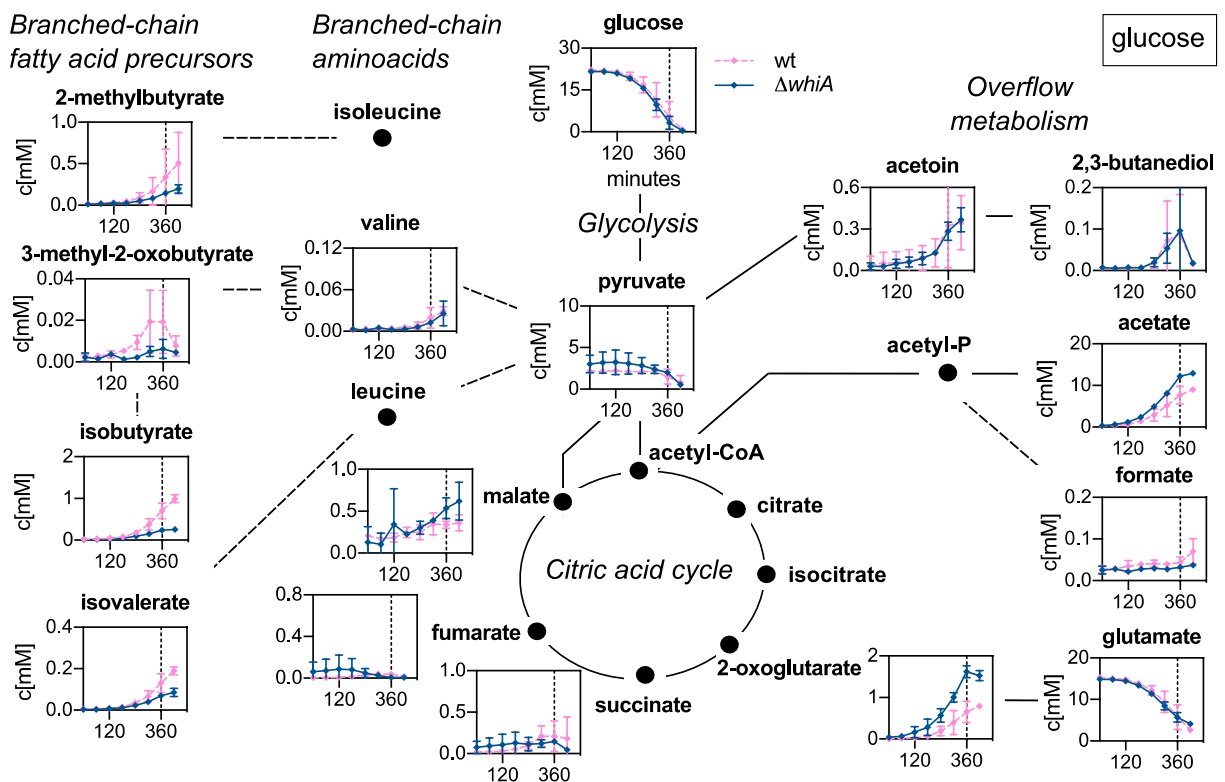 Branched-chain
fatty acid precursors
Branched-chain
aminoacids
glucose
c[mM]
30
15
0
120
360
minutes
wt
ΔwhiA
glucose
Overflow
metabolism
2-methylbutyrate
c[mM]
1.0
0.5
0.0
120
360
isoleucine
valine
c[mM]
0.12
0.06
0.00
120
360
Glycolysis
acetoin
c[mM]
0.6
0.3
0.0
120
360
2,3-butanediol
c[mM]
0.2
0.1
0.0
120
360
3-methyl-2-oxobutyrate
c[mM]
0.04
0.02
0.00
120
360
pyruvate
c[mM]
10
5
0
120
360
acetyl-P
acetate
c[mM]
20
10
0
120
360
leucine
isobutyrate
c[mM]
2
1
0
120
360
malate
c[mM]
1.0
0.5
0.0
120
360
acetyl-CoA
citrate
isocitrate
Citric acid cycle
formate
c[mM]
0.2
0.1
0.0
120
360
isovalerate
c[mM]
0.4
0.2
0.0
120
360
fumarate
c[mM]
0.8
0.4
0.0
120
360
succinate
c[mM]
1.0
0.5
0.0
120
360
2-oxoglutarate
c[mM]
2
1
0
120
360
glutamate
c[mM]
20
10
0
120
360